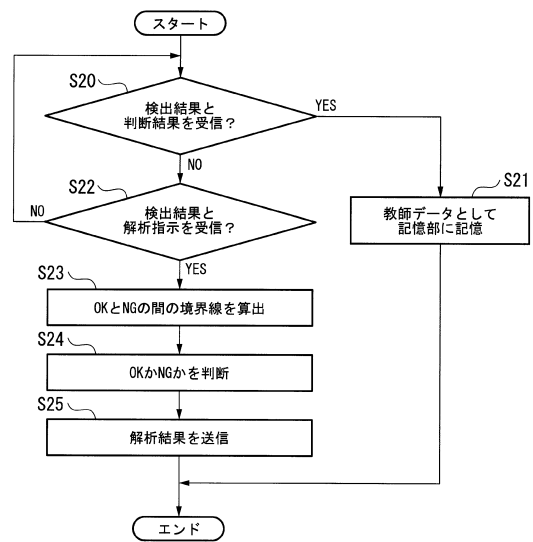 スタート
S20
検出結果と
判断結果を受信？
YES
NO
S22
検出結果と
解析指示を受信？
NO
YES
S21
教師データとして
記憶部に記憶
S23
OKとNGの間の境界線を算出
S24
OKかNGかを判断
S25
解析結果を送信
エンド